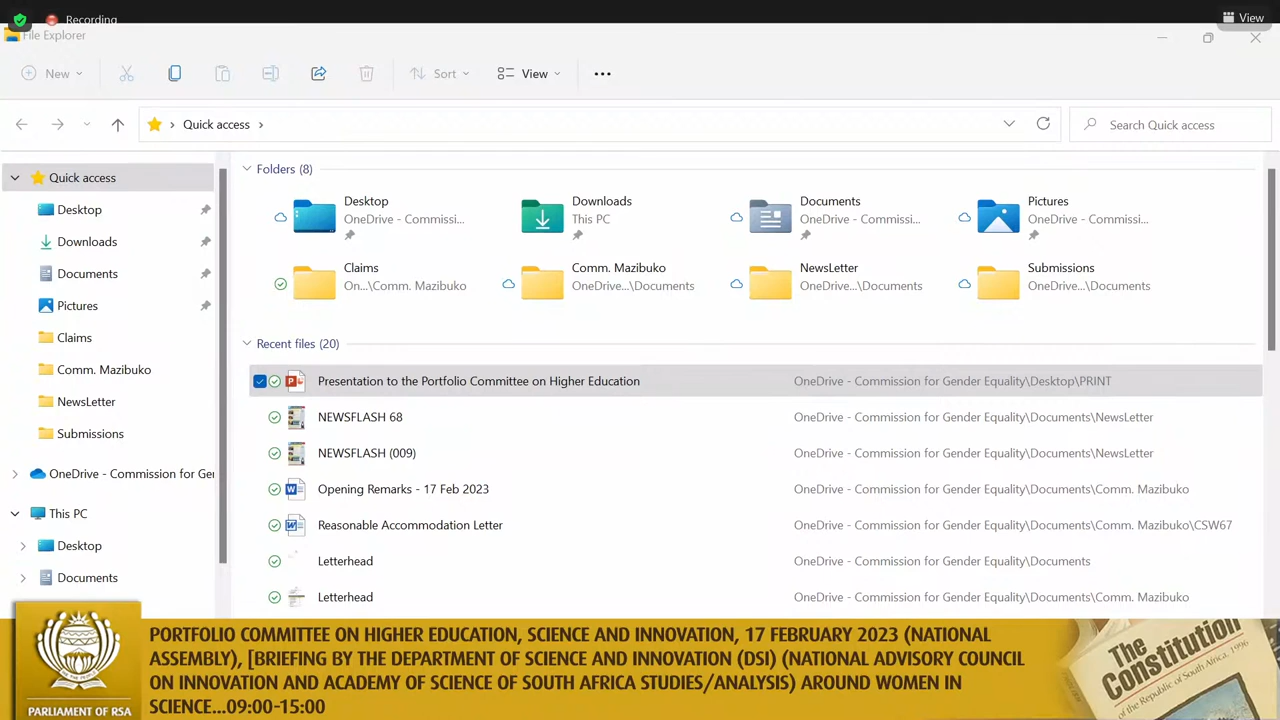 Recording
View
File Explorer
New
Sort
View
Quick access
Search Quick access
Quick access
Desktop
Downloads
Documents
Pictures
Claims
Comm. Mazibuko
NewsLetter
Submissions
OneDrive - Commission for Ger
This PC
Desktop
Documents
Folders (8)
Desktop
OneDrive - Commissi...
Downloads
This PC
Documents
OneDrive - Commissi...
Pictures
OneDrive - Commissi...
Claims
On...\Comm. Mazibuko
Comm. Mazibuko
OneDrive...\Documents
NewsLetter
OneDrive...\Documents
Submissions
OneDrive...\Documents
Recent files (20)
Presentation to the Portfolio Committee on Higher Education OneDrive - Commission for Gender Equality\Desktop\PRINT
NEWSFLASH 68 OneDrive - Commission for Gender Equality\Documents\NewsLetter
NEWSFLASH (009) OneDrive - Commission for Gender Equality\Documents\NewsLetter
Opening Remarks - 17 Feb 2023 OneDrive - Commission for Gender Equality\Documents\Comm. Mazibuko
Reasonable Accommodation Letter OneDrive - Commission for Gender Equality\Documents\Comm. Mazibuko\CSW67
Letterhead OneDrive - Commission for Gender Equality\Documents
Letterhead OneDrive - Commission for Gender Equality\Documents\Comm. Mazibuko
PORTFOLIO COMMITTEE ON HIGHER EDUCATION, SCIENCE AND INNOVATION, 17 FEBRUARY 2023 (NATIONAL
ASSEMBLY), [BRIEFING BY THE DEPARTMENT OF SCIENCE AND INNOVATION (DSI) (NATIONAL ADVISORY COUNCIL
ON INNOVATION AND ACADEMY OF SCIENCE OF SOUTH AFRICA STUDIES/ANALYSIS) AROUND WOMEN IN
SCIENCE...09:00-15:00
PARLIAMENT OF RSA
The
Constitution
of the Republic of South Africa, 1996